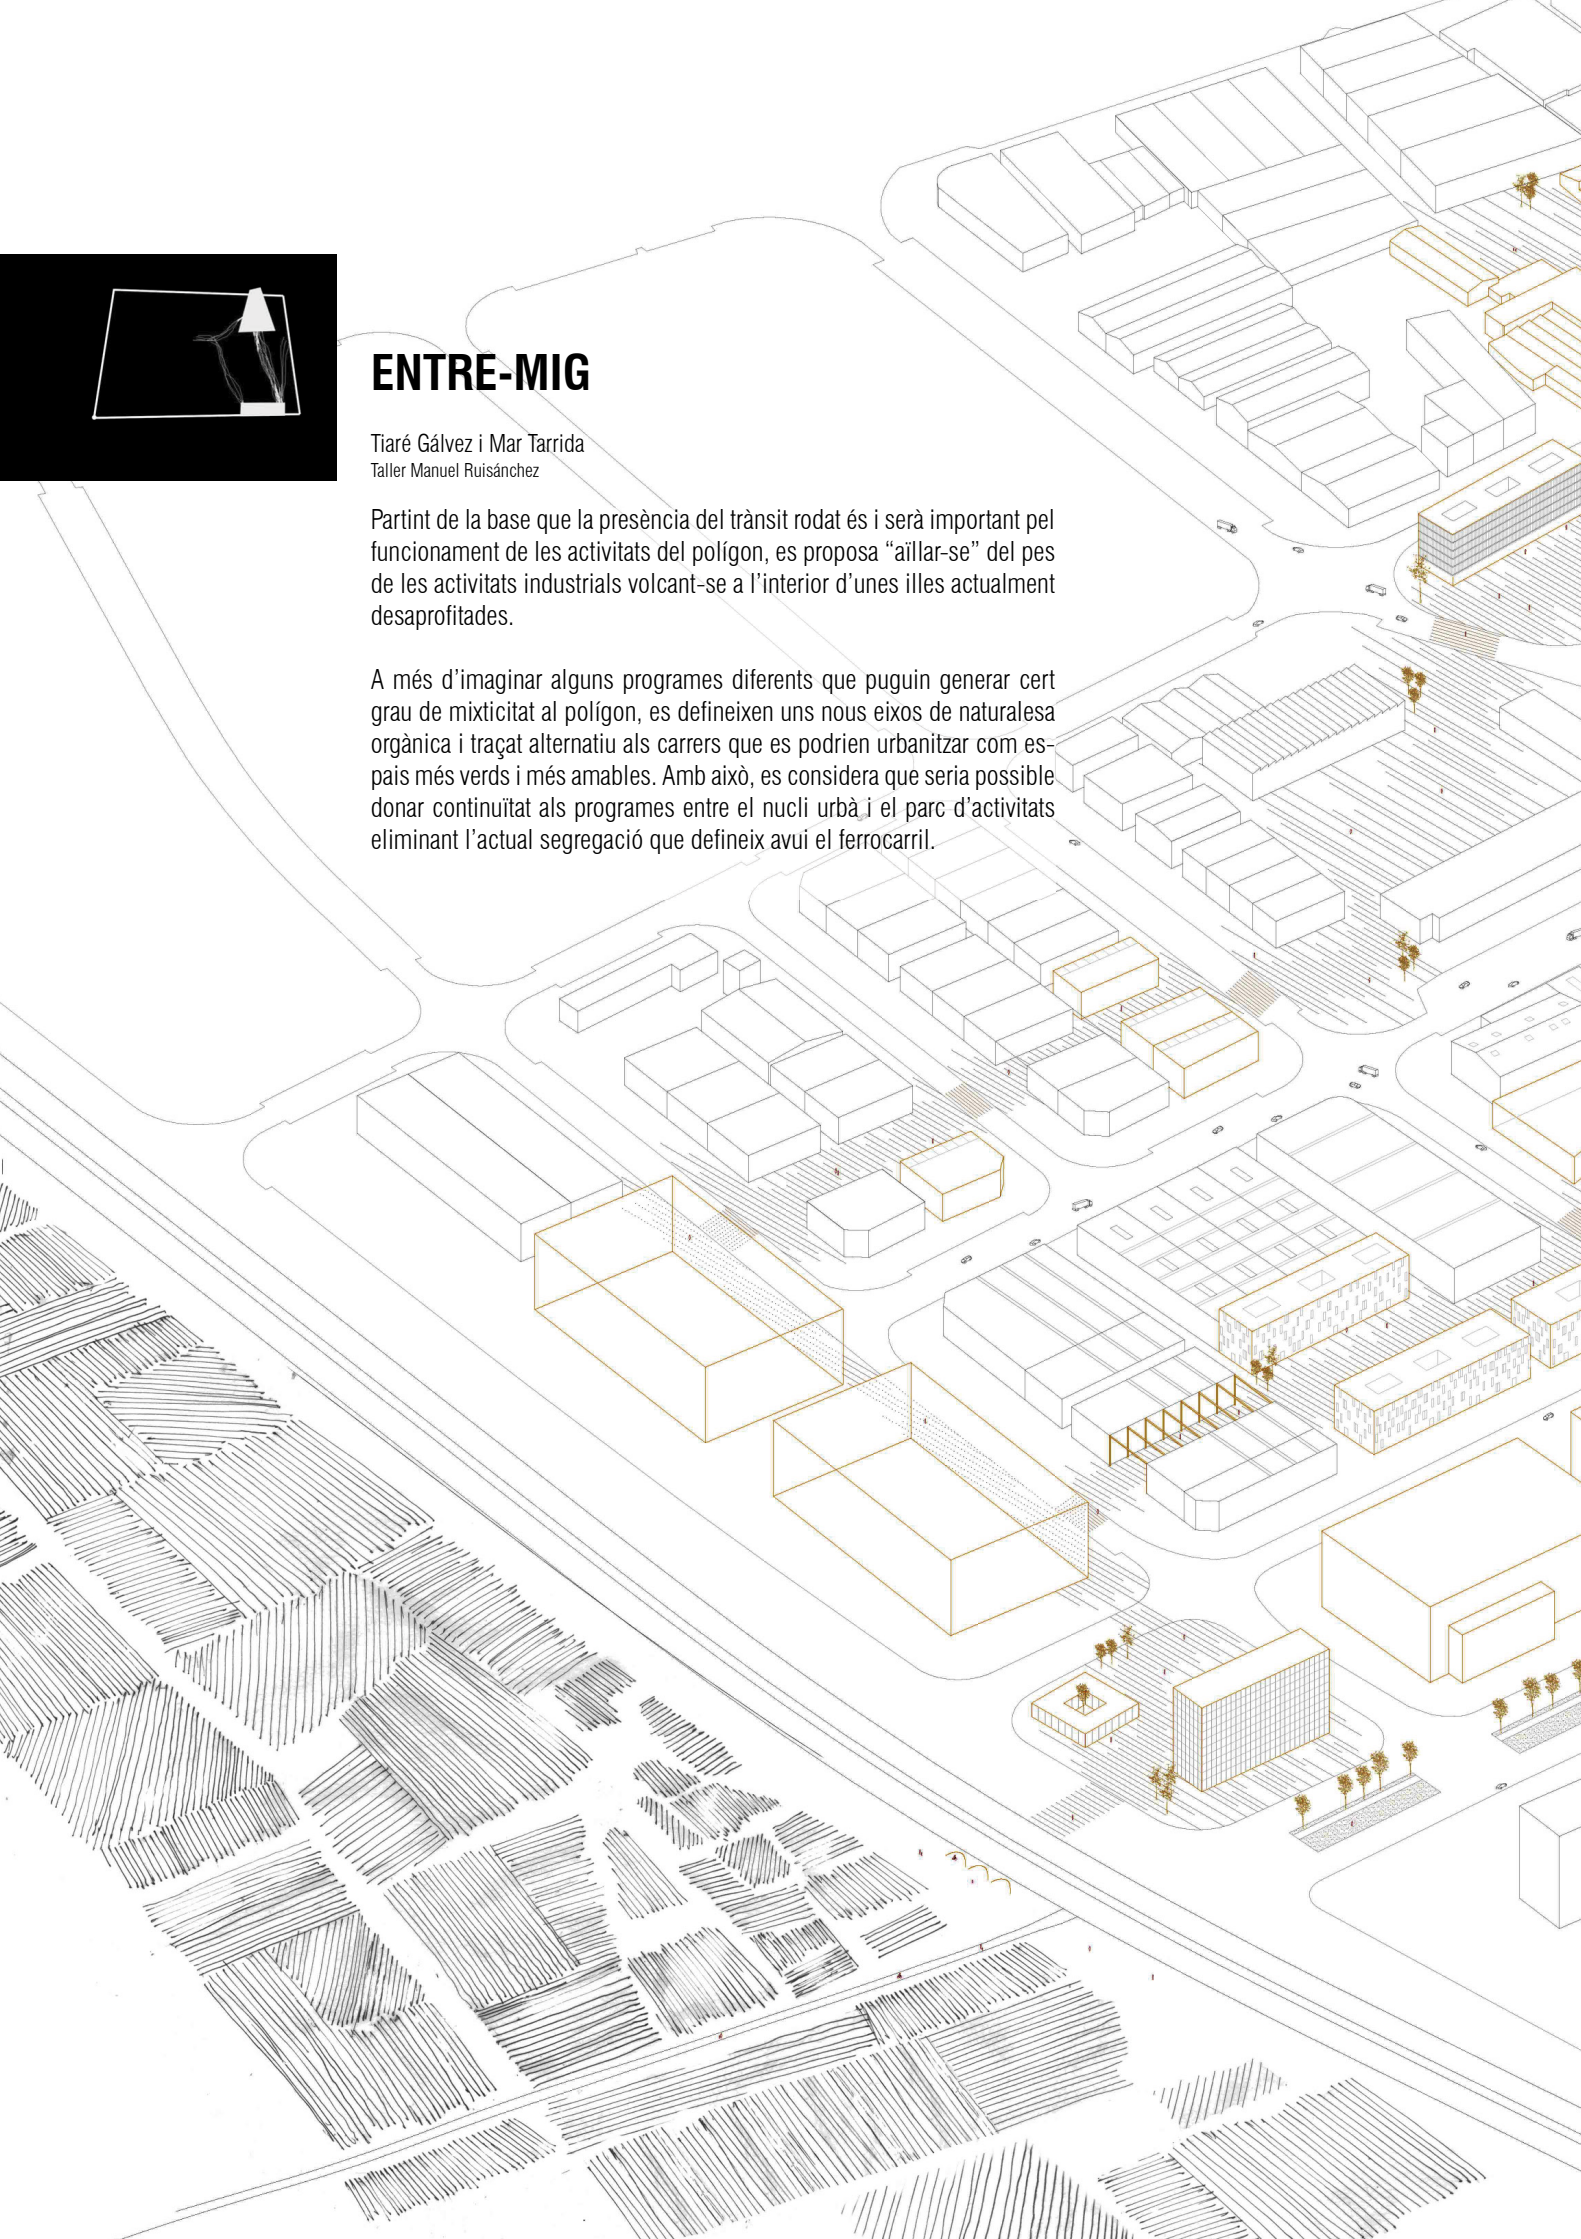 ENTRE-MIG
Tiaré Gálvez i Mar Tarrida
Taller Manuel Ruisánchez
Partint de la base que la presència del trànsit rodat és i serà important pel
funcionament de les activitats del polígon, es proposa “aïllar-se” del pes
de les activitats industrials volcant-se a l’interior d’unes illes actualment
desaprofitades.
A més d’imaginar alguns programes diferents que puguin generar cert
grau de mixticitat al polígon, es defineixen uns nous eixos de naturalesa
orgànica i traçat alternatiu als carrers que es podrien urbanitzar com es-
pais més verds i més amables. Amb això, es considera que seria possible
donar continuïtat als programes entre el nucli urbà i el parc d’activitats
eliminant l’actual segregació que defineix avui el ferrocarril.